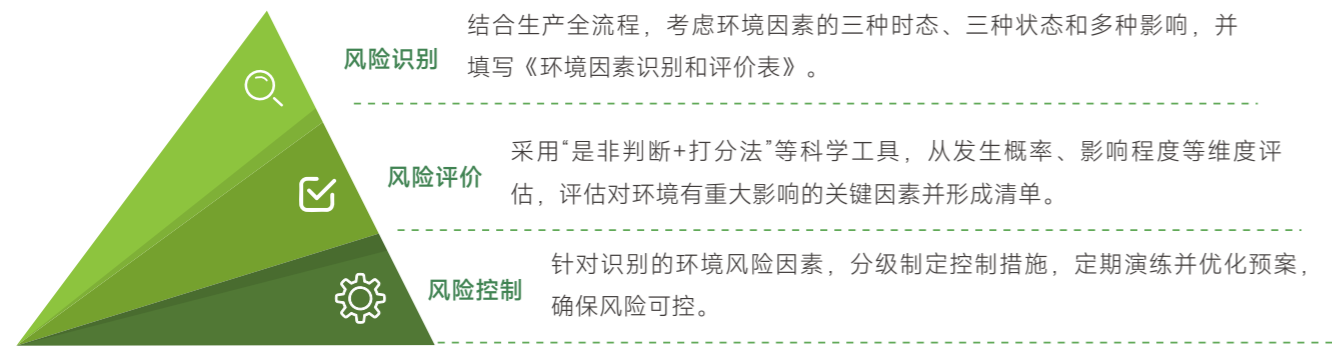 风险识别
结合生产全流程，考虑环境因素的三种时态、三种状态和多种影响，并
填写《环境因素识别和评价表》。
风险评价
采用“是非判断+打分法”等科学工具，从发生概率、影响程度等维度评
估，评估对环境有重大影响的关键因素并形成清单。
风险控制
针对识别的环境风险因素，分级制定控制措施，定期演练并优化预案，
确保风险可控。